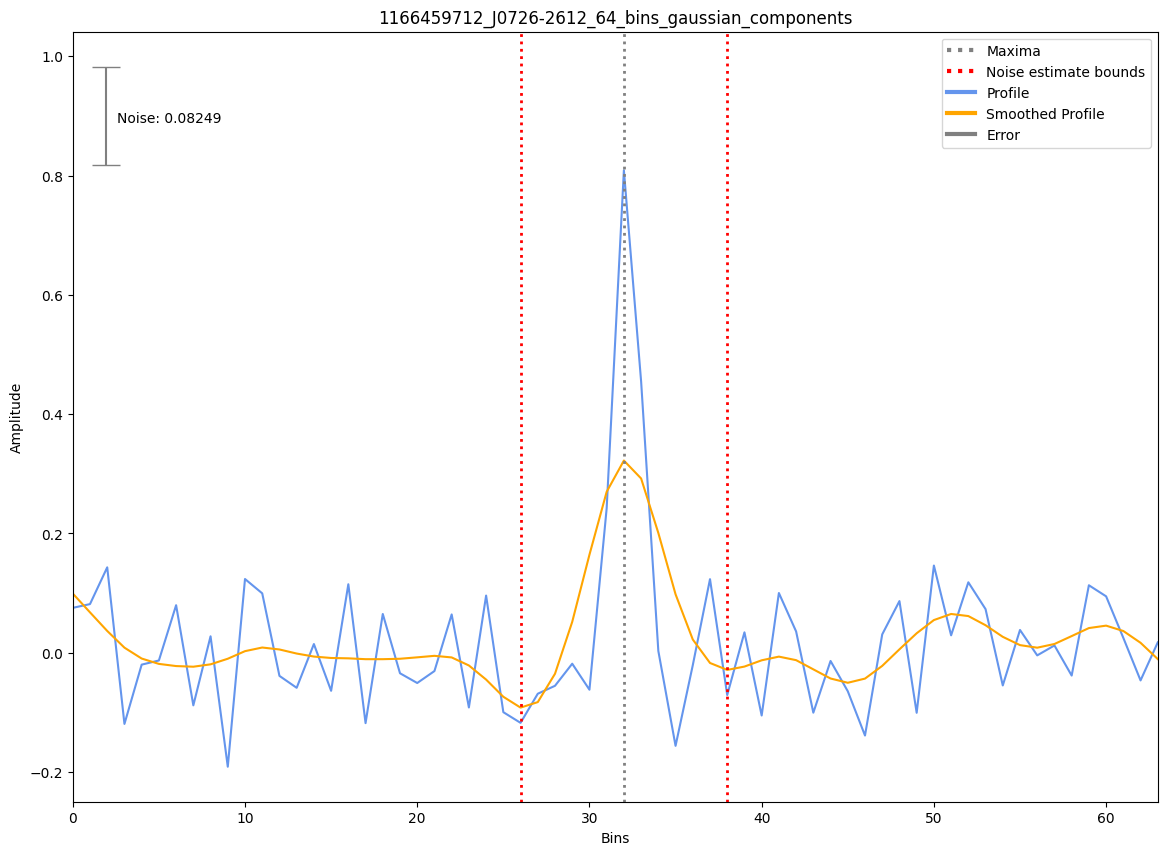 1166459712_J0726-2612_64_bins_gaussian_components
1.0
0.8
0.6
0.4
0.2
0.0
−0.2
Amplitude
Noise: 0.08249
Maxima
Noise estimate bounds
Profile
Smoothed Profile
Error
0 10 20 30 40 50 60
Bins